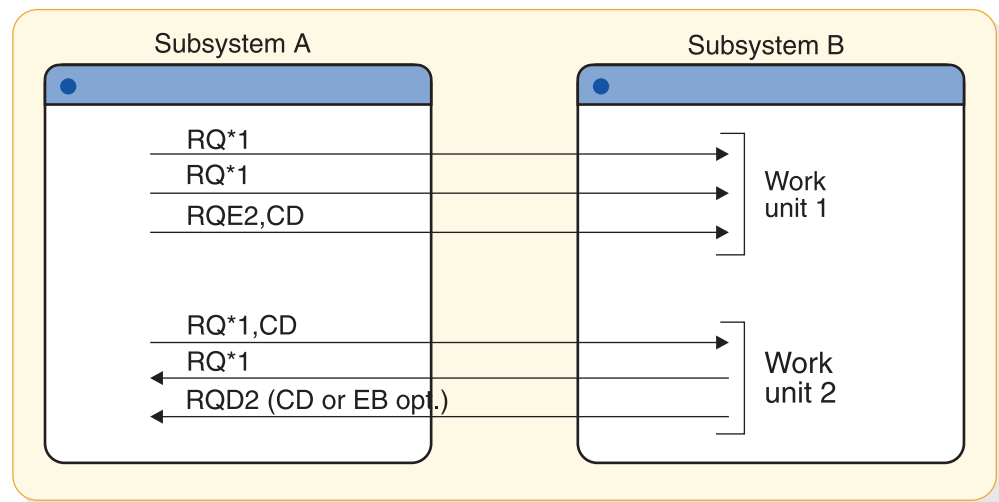 Subsystem A
Subsystem B
RQ*1
RQ*1
RQE2,CD
Work
unit 1
RQ*1,CD
RQ*1
RQD2 (CD or EB opt.)
Work
unit 2